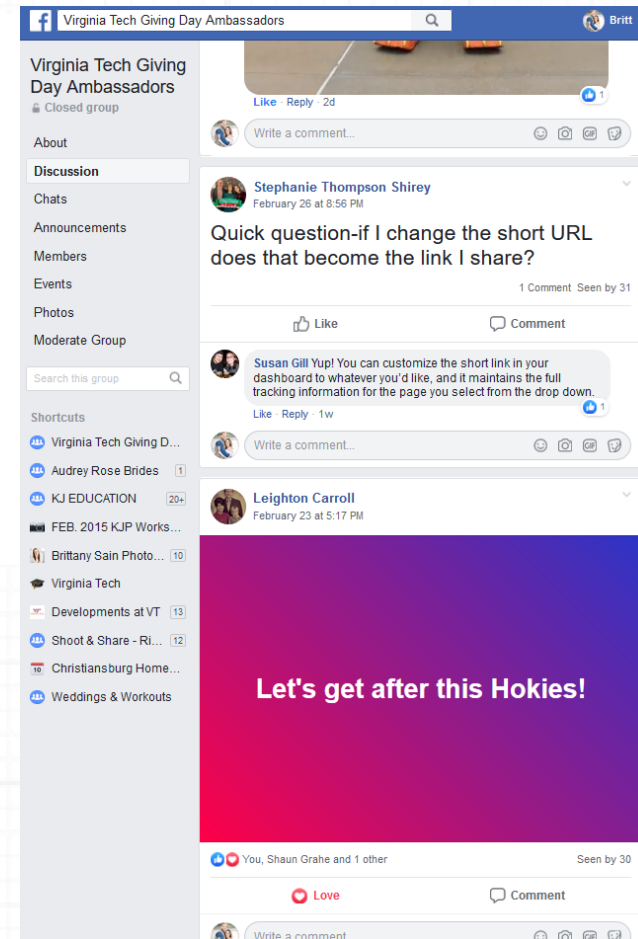 Virginia Tech Giving Day Ambassadors
Britt
Virginia Tech Giving
Day Ambassadors
Closed group
About
Discussion
Chats
Announcements
Members
Events
Photos
Moderate Group
Search this group
Shortcuts
Virginia Tech Giving D...
Audrey Rose Brides 1
KJ EDUCATION 20+
FEB. 2015 KJP Works...
Brittany Sain Photo... 10
Virginia Tech
Developments at VT 13
Shoot & Share - Ri... 12
Christiansburg Home...
Weddings & Workouts
Like · Reply · 2d
1
Write a comment...
GIF
Stephanie Thompson Shirey
February 26 at 8:56 PM
Quick question-if I change the short URL
does that become the link I share?
1 Comment Seen by 31
Like Comment
Susan Gill Yup! You can customize the short link in your
dashboard to whatever you'd like, and it maintains the full
tracking information for the page you select from the drop down.
1
Like · Reply · 1w
Write a comment...
GIF
Leighton Carroll
February 23 at 5:17 PM
Let's get after this Hokies!
You, Shaun Grahe and 1 other Seen by 30
Love Comment
Write a comment